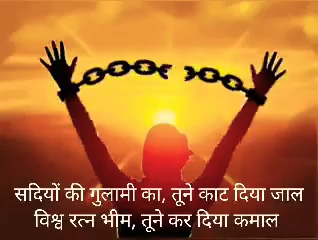 सदियों की गुलामी का, तूने काट दिया जाल
विश्व रत्न भीम, तूने कर दिया कमाल